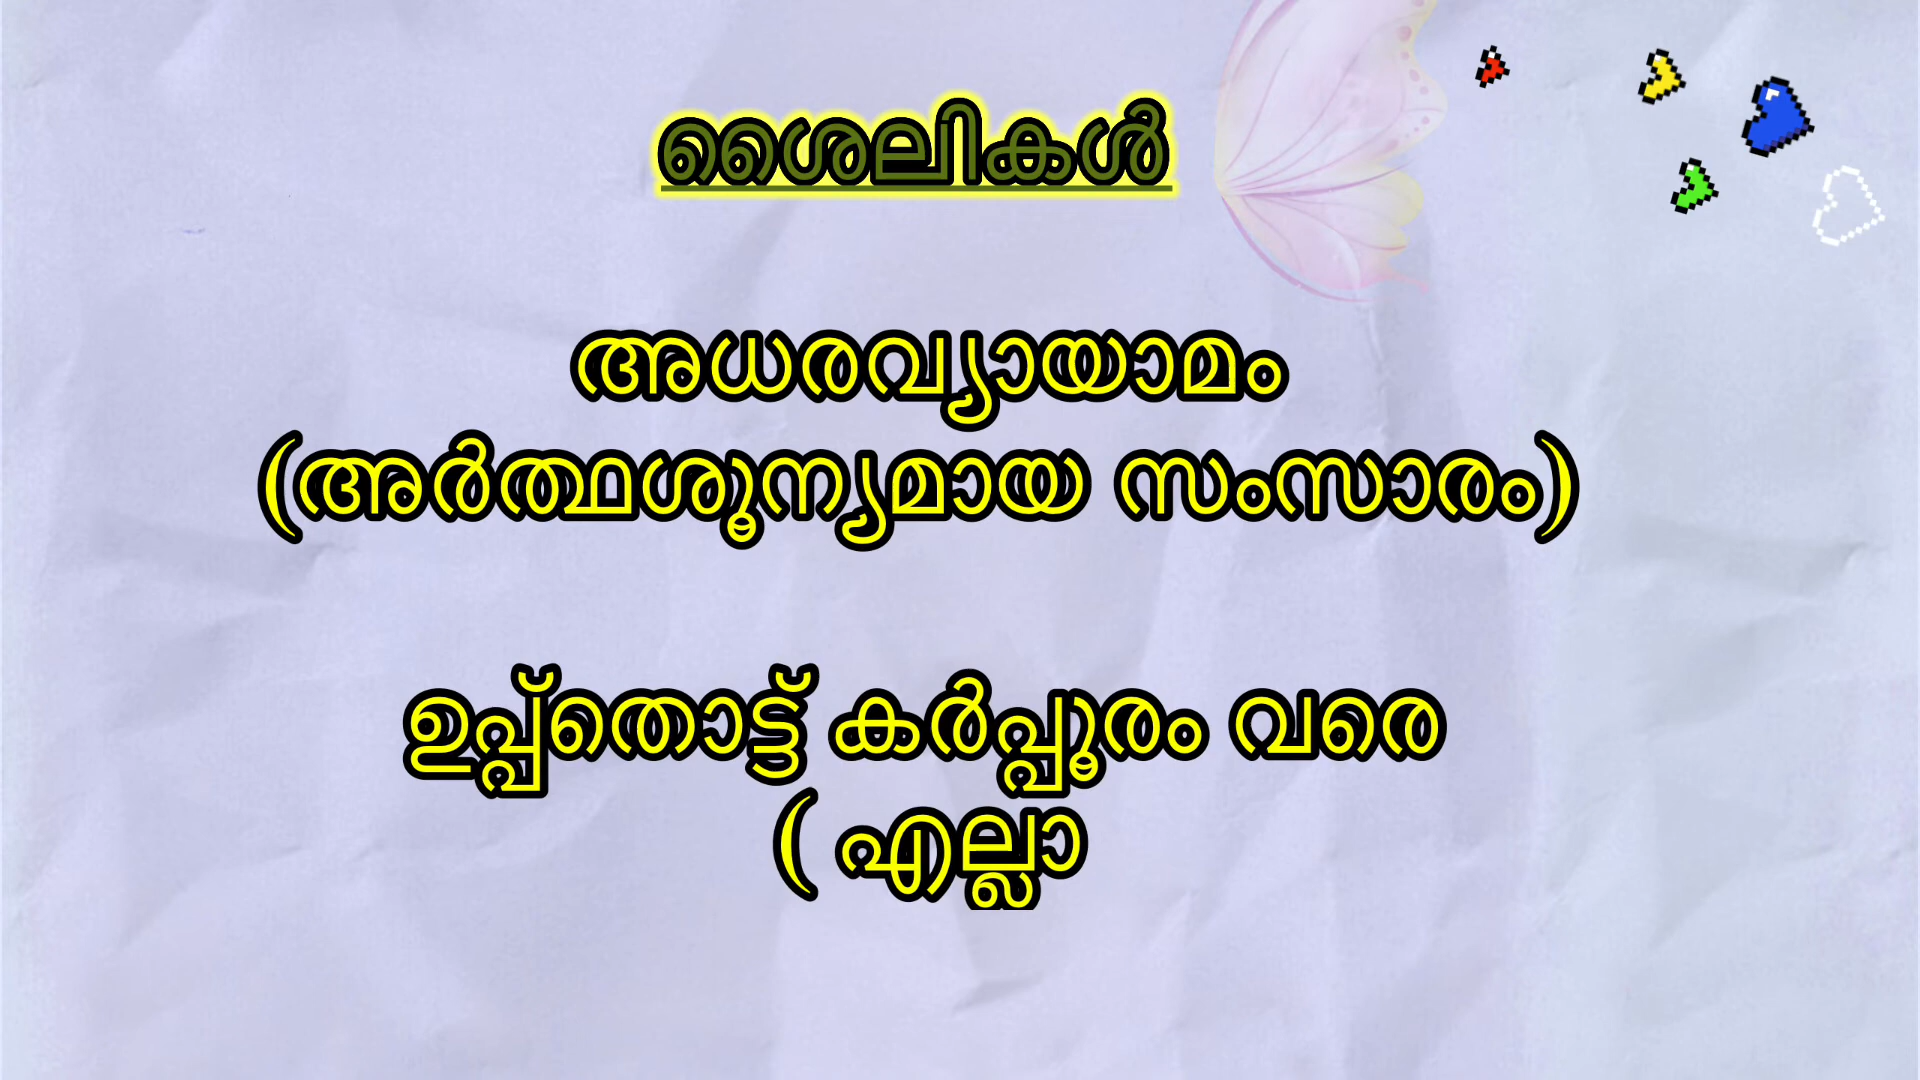 ശൈലികൾ
അധരവ്യായാമം
(അർത്ഥശൂന്യമായ സംസാരം)
ഉപ്പ്തൊട്ട് കർപ്പൂരം വരെ
( എല്ലാ